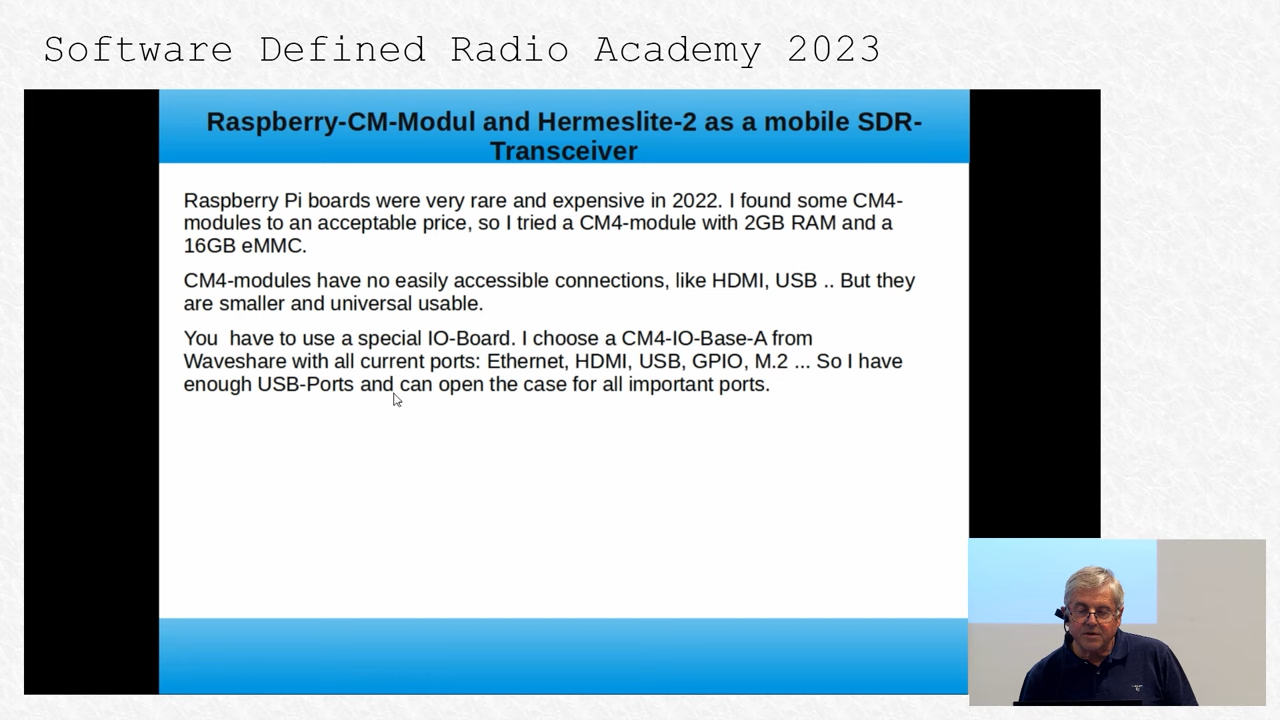 Software Defined Radio Academy 2023
Raspberry-CM-Modul and Hermeslite-2 as a mobile SDR-
Transceiver
Raspberry Pi boards were very rare and expensive in 2022. I found some CM4-
modules to an acceptable price, so I tried a CM4-module with 2GB RAM and a
16GB eMMC.
CM4-modules have no easily accessible connections, like HDMI, USB .. But they
are smaller and universal usable.
You  have to use a special IO-Board. I choose a CM4-IO-Base-A from
Waveshare with all current ports: Ethernet, HDMI, USB, GPIO, M.2 ... So I have
enough USB-Ports and can open the case for all important ports.